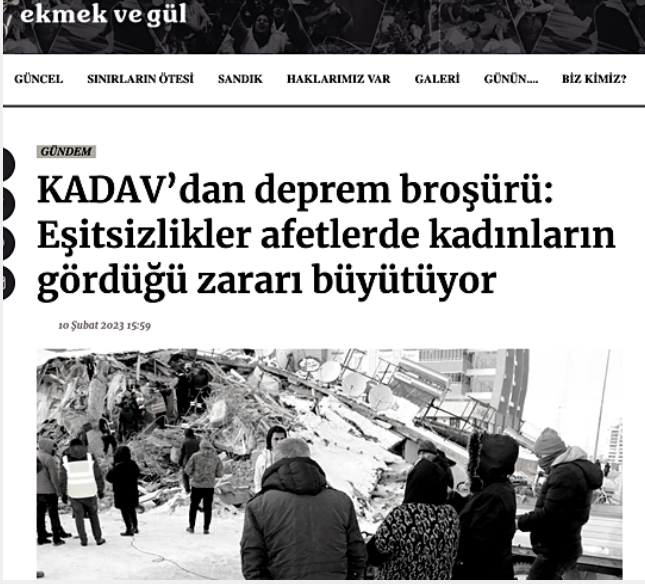 ekmek ve gül
GÜNCEL SINIRLARIN ÖTESİ SANDIK HAKLARIMIZ VAR GALERİ GÜNÜN.... BİZ KİMİZ?
GÜNDEM
KADAV’dan deprem broşürü:
Eşitsizlikler afetlerde kadınların
gördüğü zararı büyütüyor
10 Şubat 2023 15:59